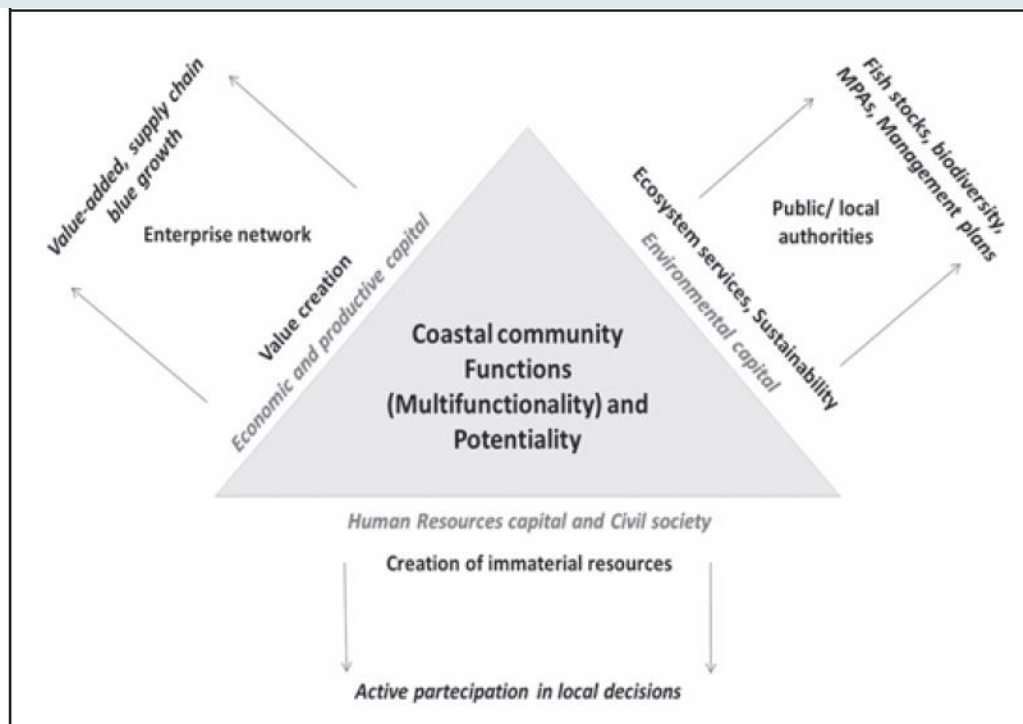 Value-added, supply chain
blue growth
Enterprise network
Value creation
Economic and productive capital
Fish stocks, biodiversity,
MPAs, Management plans
Public/ local
authorities
Ecosystem services, Sustainability
Environmental capital
Coastal community
Functions
(Multifunctionality) and
Potentiality
Human Resources capital and Civil society
Creation of immaterial resources
Active partecipation in local decisions